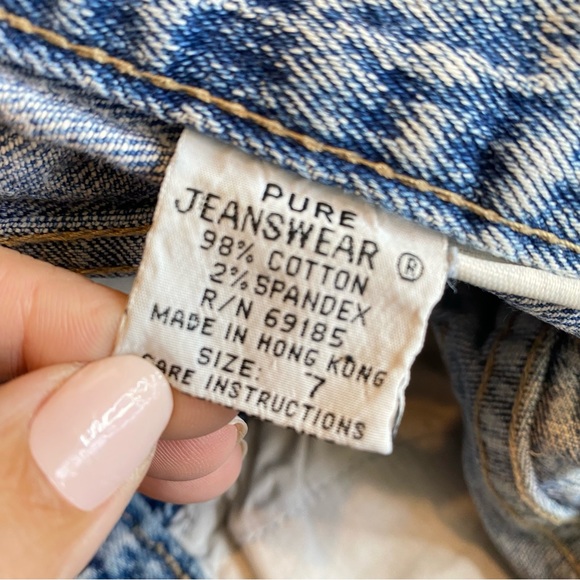 PURE
JEANSWEAR ®
98% COTTON
2% SPANDEX
R/N 69185
MADE IN HONG KONG
SIZE: 7
CARE INSTRUCTIONS